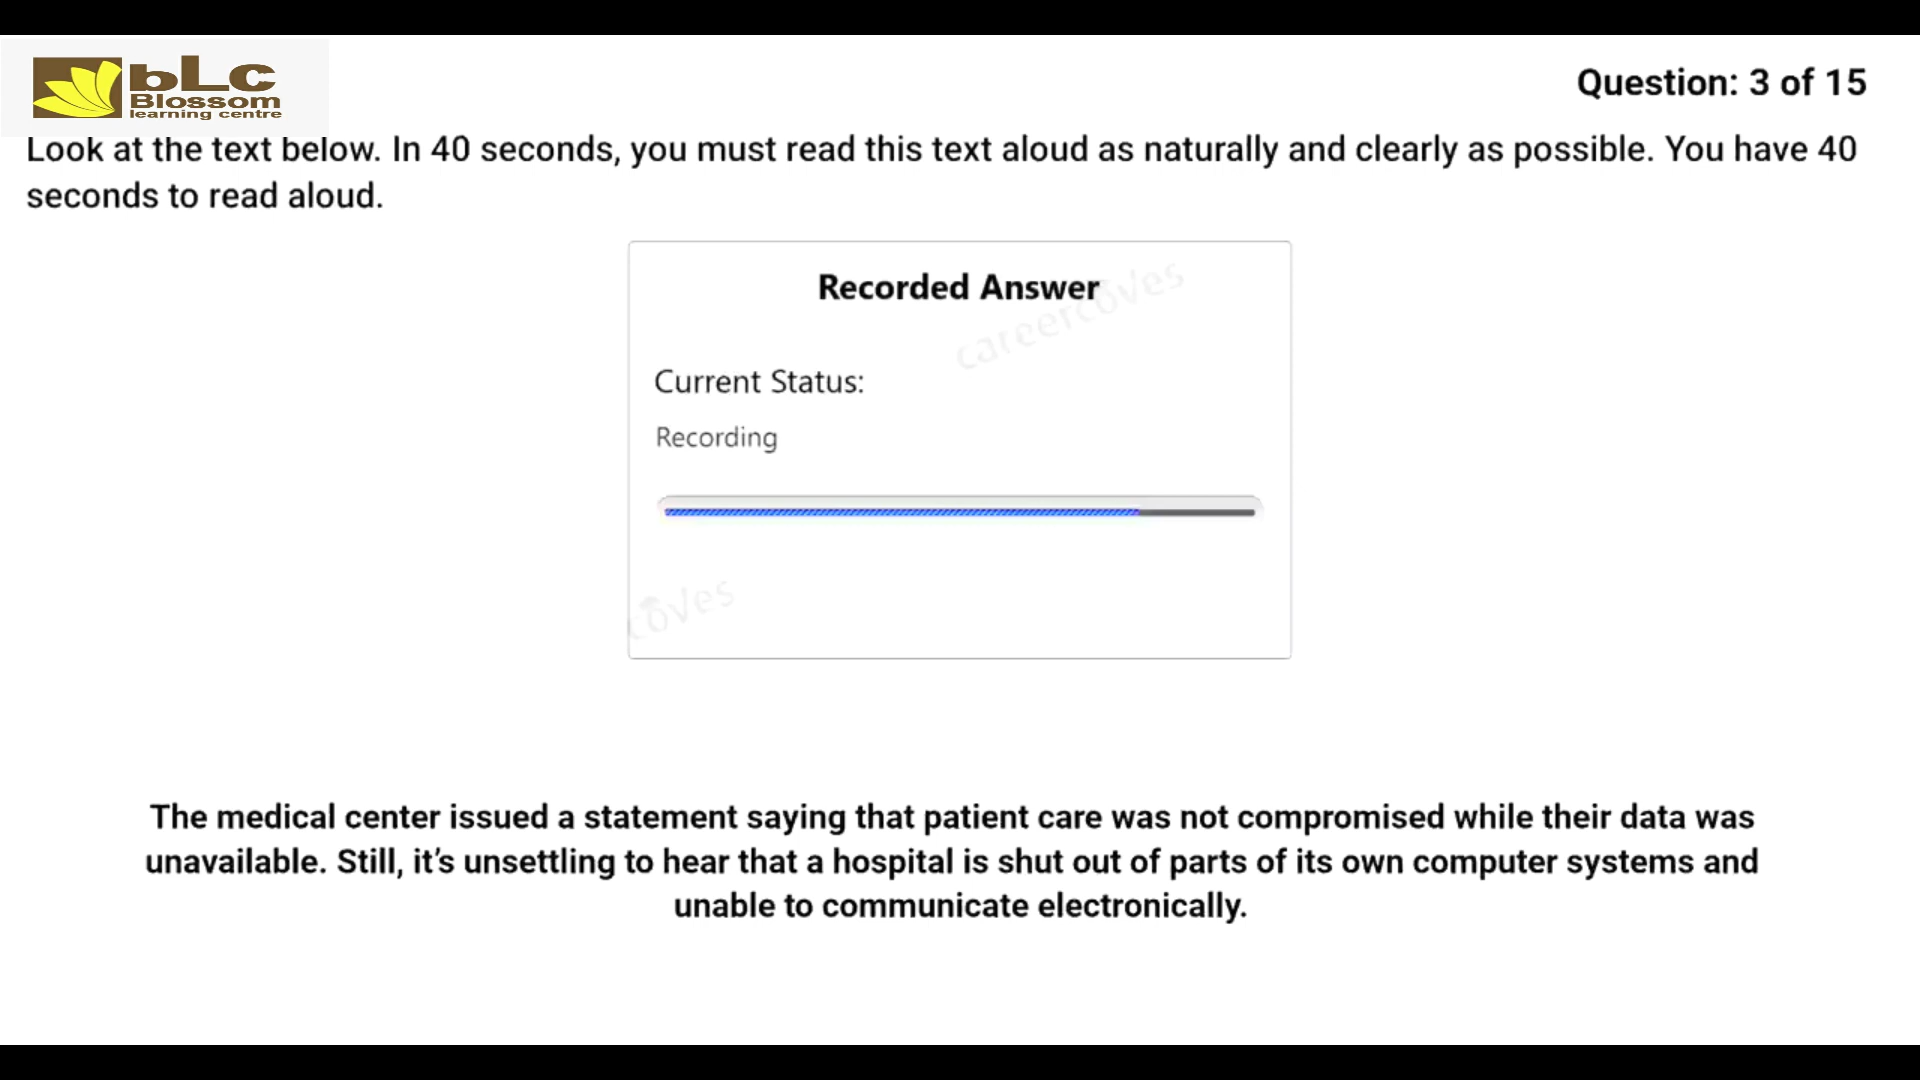 bLc
Blossom
learning centre
Question: 3 of 15
Look at the text below. In 40 seconds, you must read this text aloud as naturally and clearly as possible. You have 40
seconds to read aloud.
Recorded Answer
careercoves
Current Status:
Recording
coves
The medical center issued a statement saying that patient care was not compromised while their data was
unavailable. Still, it’s unsettling to hear that a hospital is shut out of parts of its own computer systems and
unable to communicate electronically.